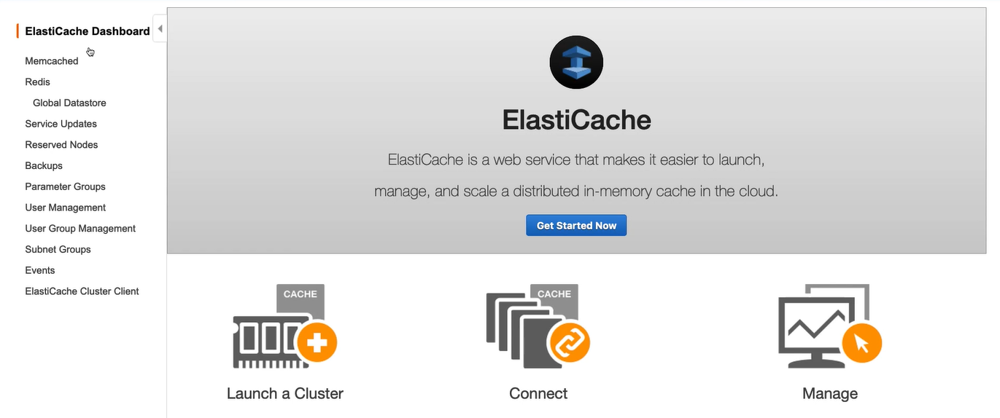 ElastiCache Dashboard
Memcached
Redis
Global Datastore
Service Updates
Reserved Nodes
Backups
Parameter Groups
User Management
User Group Management
Subnet Groups
Events
ElastiCache Cluster Client
ElastiCache
ElastiCache is a web service that makes it easier to launch,
manage, and scale a distributed in-memory cache in the cloud.
Get Started Now
CACHE
Launch a Cluster
CACHE
Connect
Manage